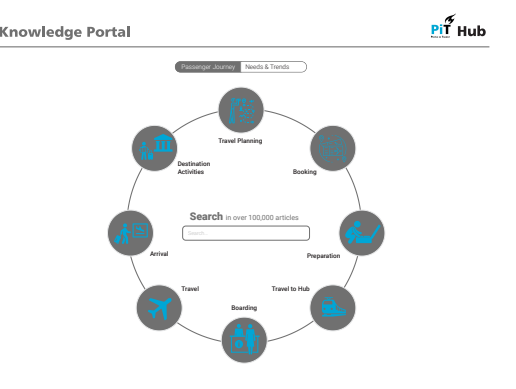 Knowledge Portal
PiT Hub
Passenger Journey Needs & Trends
Travel Planning
Destination
Activities
Booking
Search in over 100,000 articles
Search...
Arrival
Preparation
Travel
Travel to Hub
Boarding